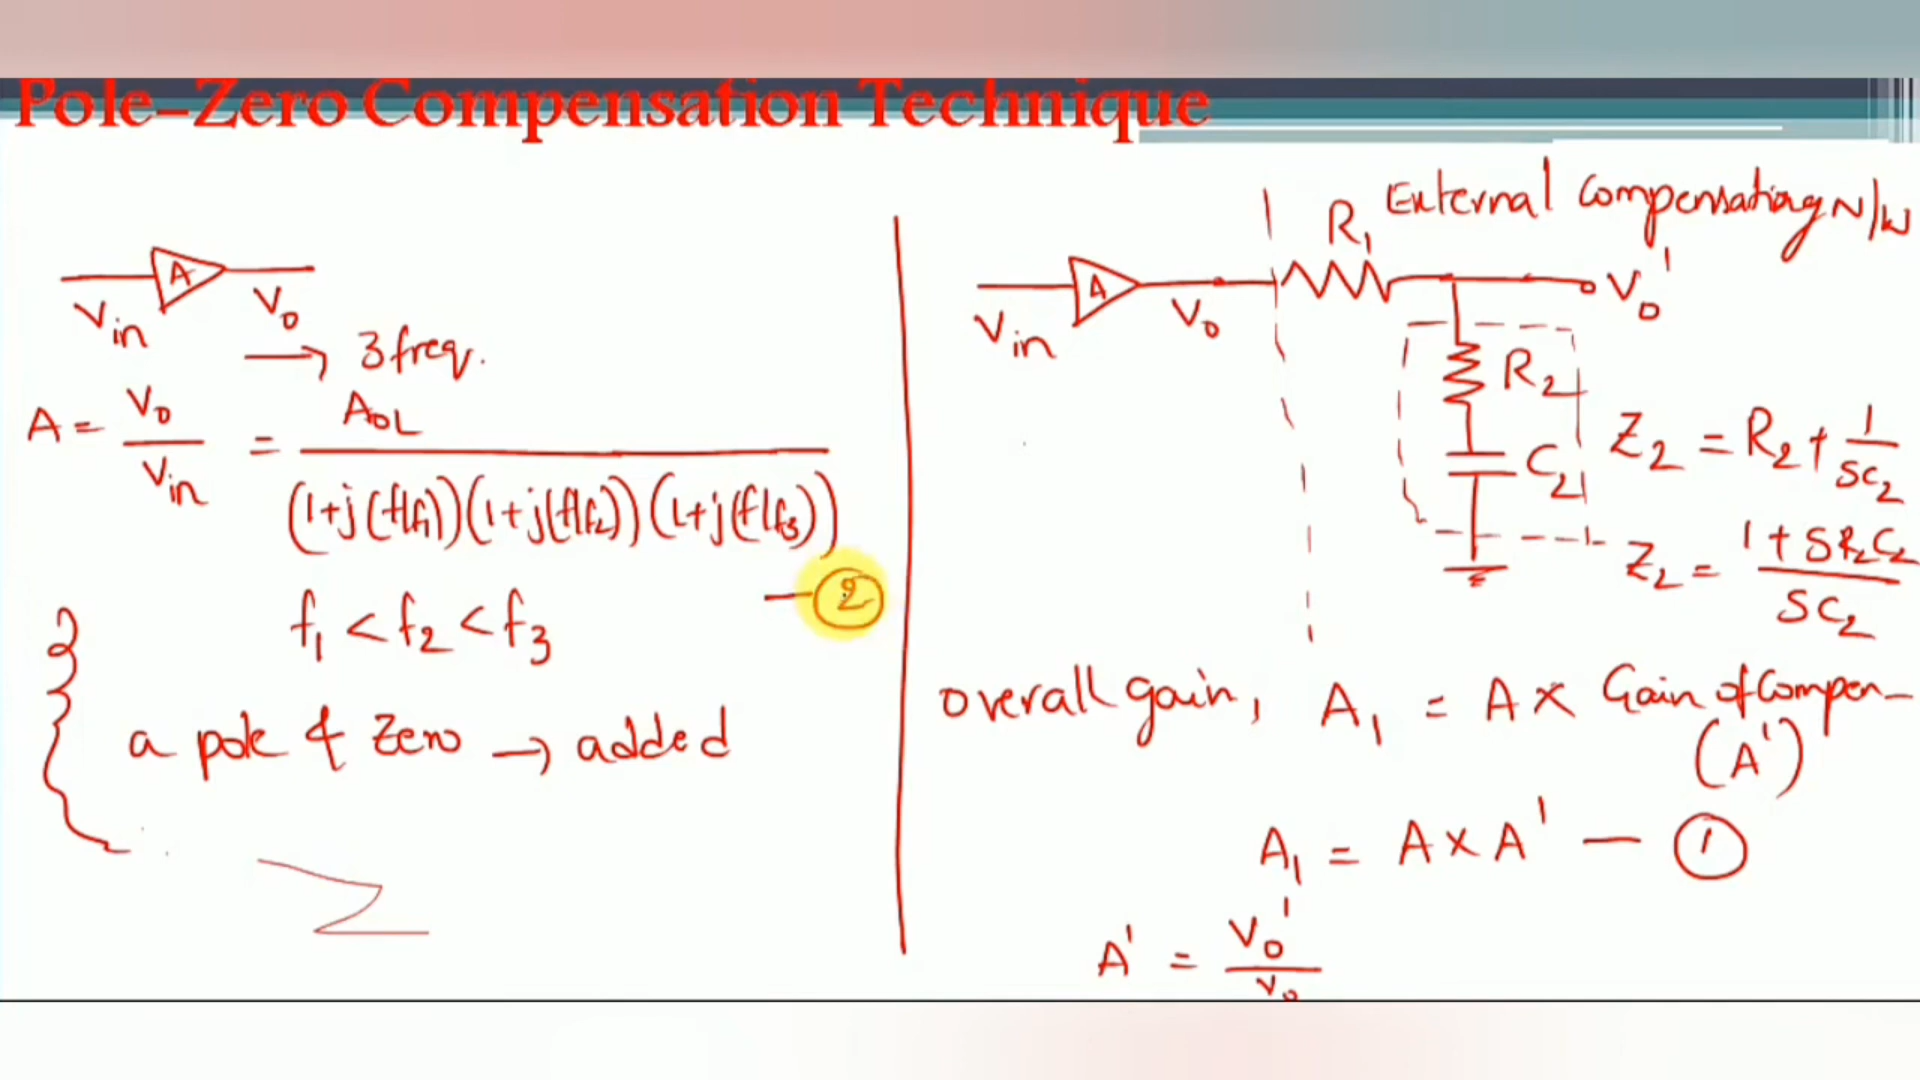 Pole-Zero Compensation Technique
A
Vin
Vo
→ 3 freq.
A = Vo / Vin = AOL / (1+j(f/f1))(1+j(f/f2))(1+j(f/f3))
— 2
f1 < f2 < f3
a pole & Zero → added
External Compensating N/W
R1
A
Vin
Vo
Vo'
R2
C2
Z2 = R2 + 1 / SC2
Z2 = 1 + SR2C2 / SC2
overall gain, A1 = A × Gain of Compen–
(A')
A1 = A × A' — 1
A' = Vo' / Vo